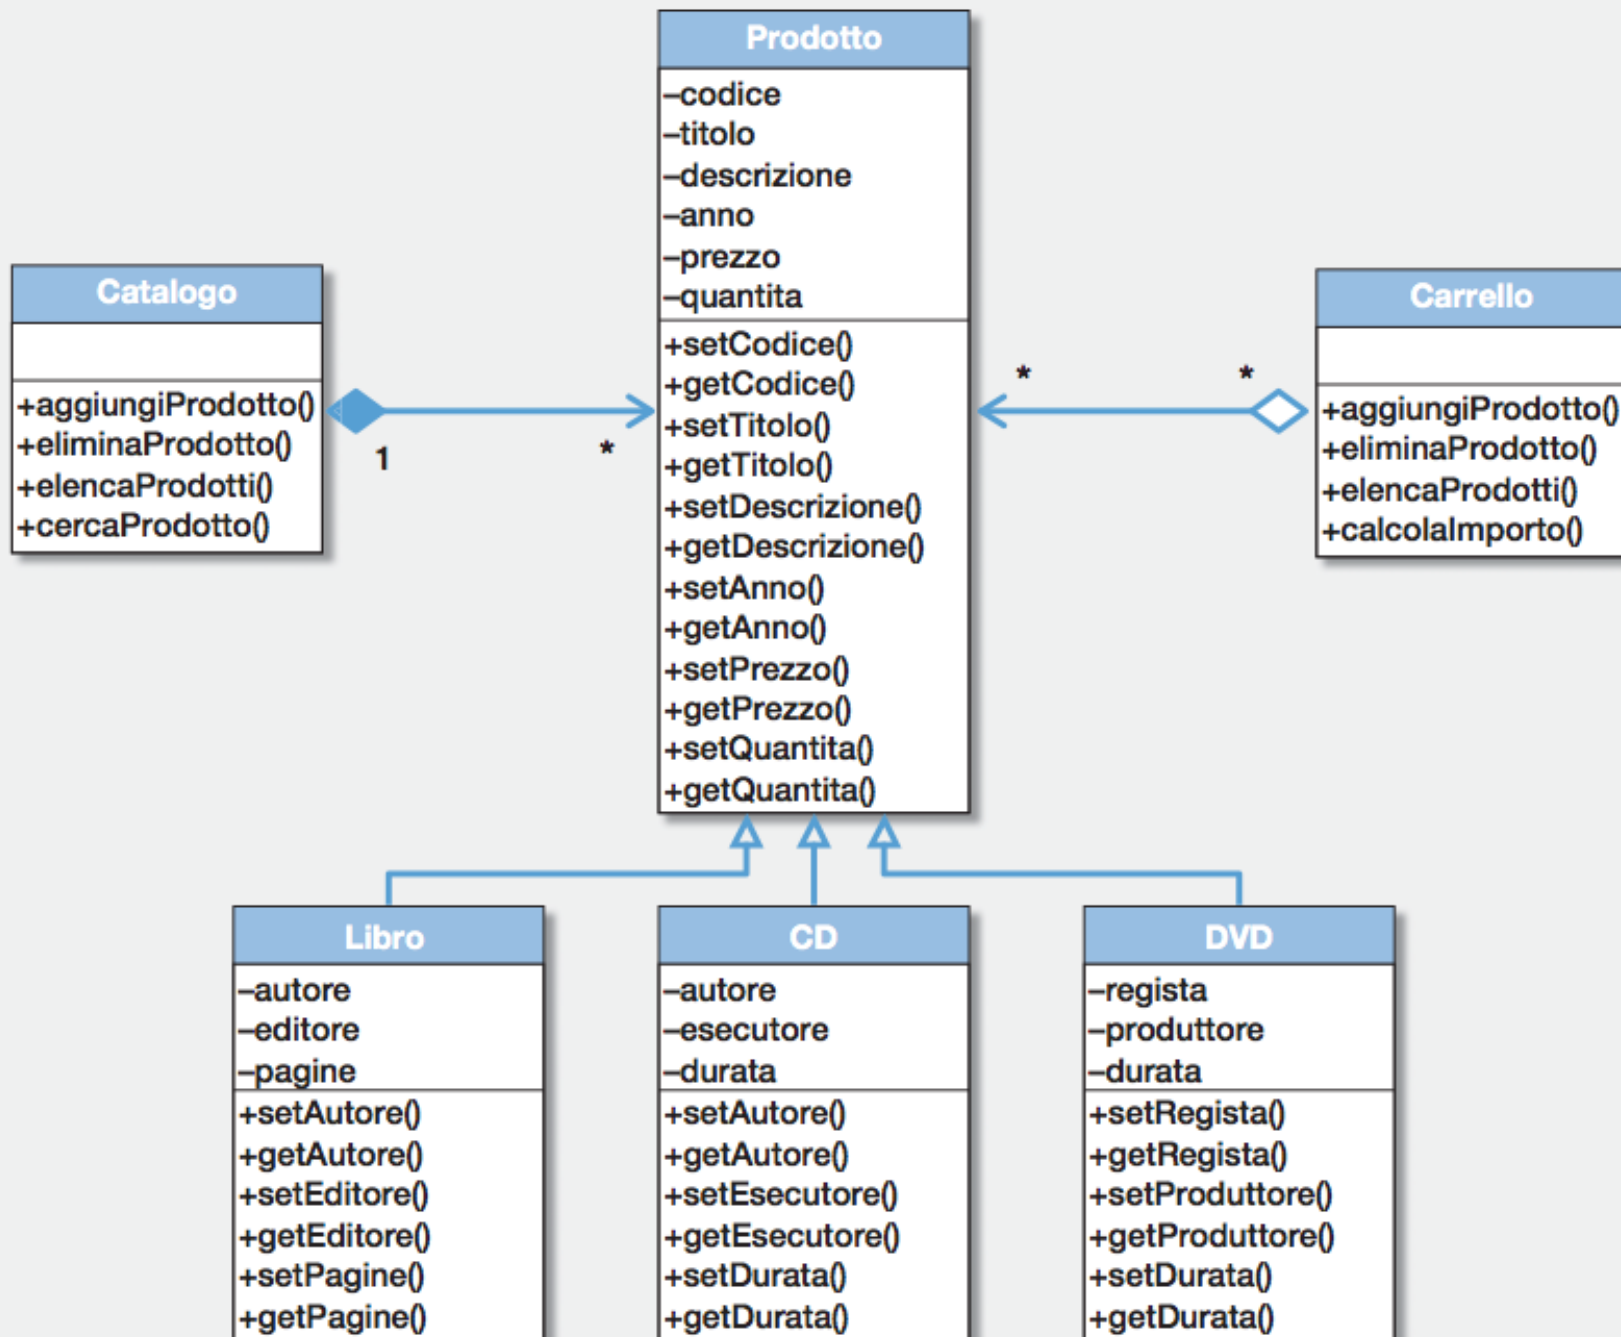 Prodotto
–codice
–titolo
–descrizione
–anno
–prezzo
–quantita
+setCodice()
+getCodice()
+setTitolo()
+getTitolo()
+setDescrizione()
+getDescrizione()
+setAnno()
+getAnno()
+setPrezzo()
+getPrezzo()
+setQuantita()
+getQuantita()
Catalogo
+aggiungiProdotto()
+eliminaProdotto()
+elencaProdotti()
+cercaProdotto()
1
*
*
*
Carrello
+aggiungiProdotto()
+eliminaProdotto()
+elencaProdotti()
+calcolaImporto()
Libro
–autore
–editore
–pagine
+setAutore()
+getAutore()
+setEditore()
+getEditore()
+setPagine()
+getPagine()
CD
–autore
–esecutore
–durata
+setAutore()
+getAutore()
+setEsecutore()
+getEsecutore()
+setDurata()
+getDurata()
DVD
–regista
–produttore
–durata
+setRegista()
+getRegista()
+setProduttore()
+getProduttore()
+setDurata()
+getDurata()